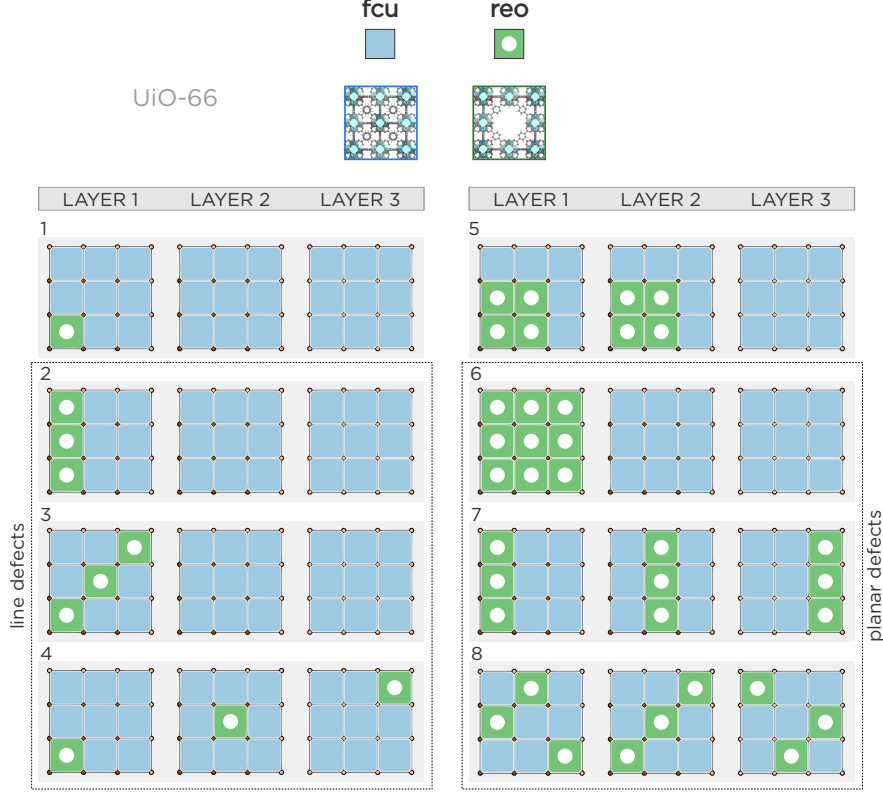 fcu reo
UiO-66
LAYER 1 LAYER 2 LAYER 3 LAYER 1 LAYER 2 LAYER 3
1 5
2 6
3 7
4 8
line defects
planar defects